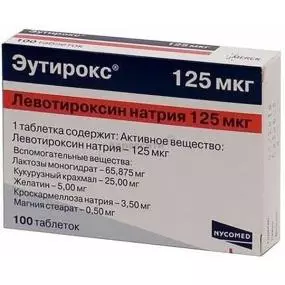 MERCK
100 таблеток
Эутирокс®
125 мкг
Левотироксин натрия 125 мкг
1 таблетка содержит: Активное вещество:
Левотироксин натрия – 125 мкг
Вспомогательные вещества:
Лактозы моногидрат – 65,875 мг
Кукурузный крахмал – 25,00 мг
Желатин – 5,00 мг
Кроскармеллоза натрия – 3,50 мг
Магния стеарат – 0,50 мг
100 таблеток
NYCOMED